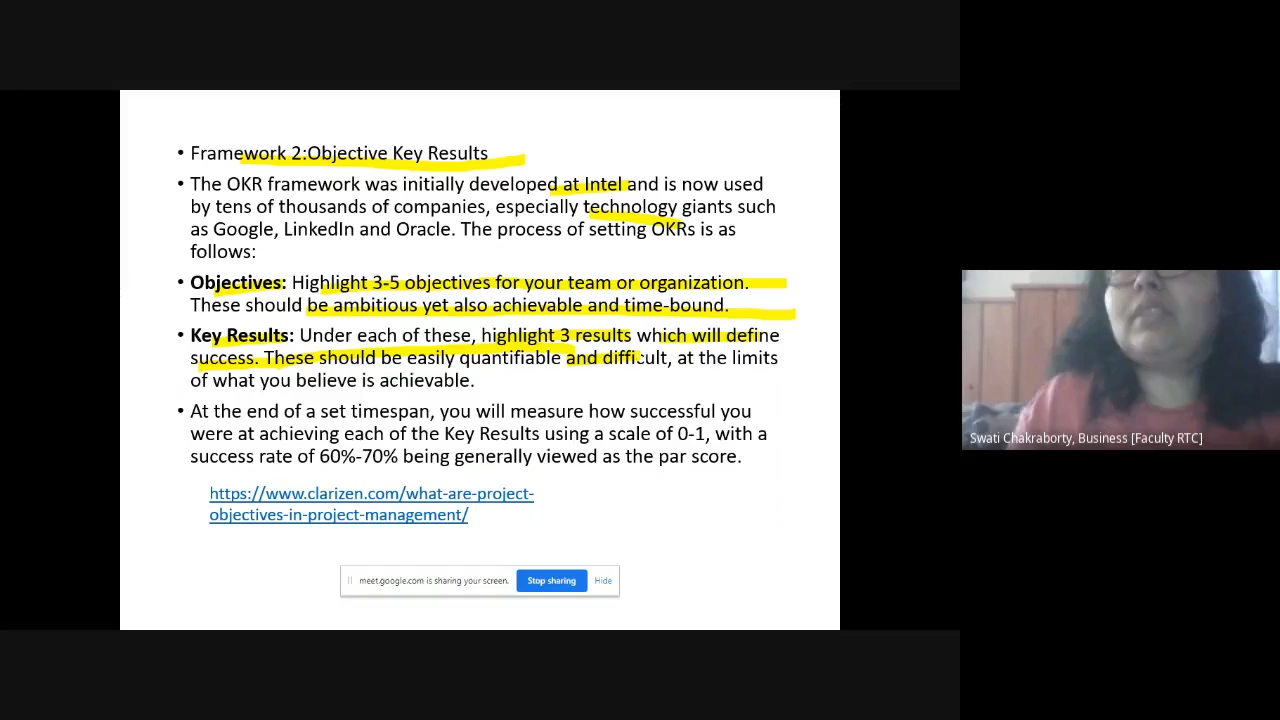 • Framework 2:Objective Key Results
• The OKR framework was initially developed at Intel and is now used
by tens of thousands of companies, especially technology giants such
as Google, LinkedIn and Oracle. The process of setting OKRs is as
follows:
• Objectives: Highlight 3-5 objectives for your team or organization.
These should be ambitious yet also achievable and time-bound.
• Key Results: Under each of these, highlight 3 results which will define
success. These should be easily quantifiable and difficult, at the limits
of what you believe is achievable.
• At the end of a set timespan, you will measure how successful you
were at achieving each of the Key Results using a scale of 0-1, with a
success rate of 60%-70% being generally viewed as the par score.
https://www.clarizen.com/what-are-project-
objectives-in-project-management/
meet.google.com is sharing your screen. Stop sharing Hide
Swati Chakraborty, Business [Faculty RTC]